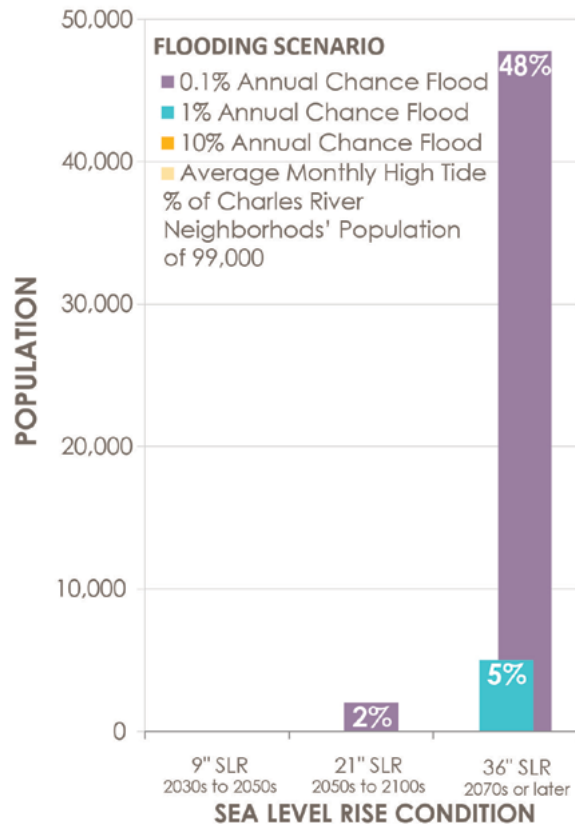 50,000
40,000
30,000
20,000
10,000
0
POPULATION
FLOODING SCENARIO
0.1% Annual Chance Flood
1% Annual Chance Flood
10% Annual Chance Flood
Average Monthly High Tide
% of Charles River
Neighborhods' Population
of 99,000
48%
5%
2%
9" SLR
2030s to 2050s
21" SLR
2050s to 2100s
36" SLR
2070s or later
SEA LEVEL RISE CONDITION